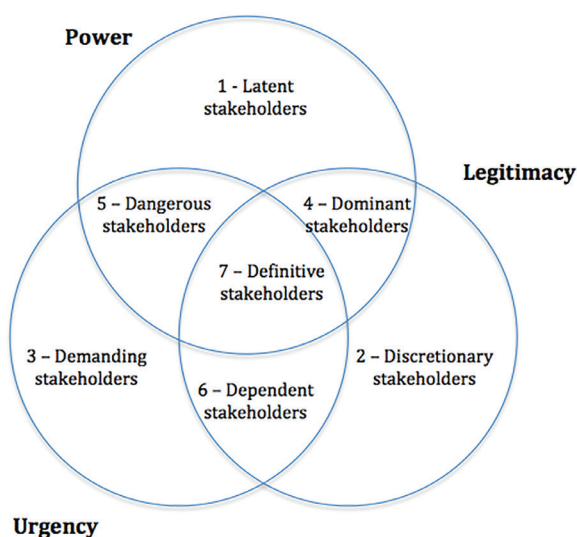 Power
1 - Latent
stakeholders
Legitimacy
5 – Dangerous
stakeholders
4 – Dominant
stakeholders
7 – Definitive
stakeholders
3 – Demanding
stakeholders
2 – Discretionary
stakeholders
6 – Dependent
stakeholders
Urgency